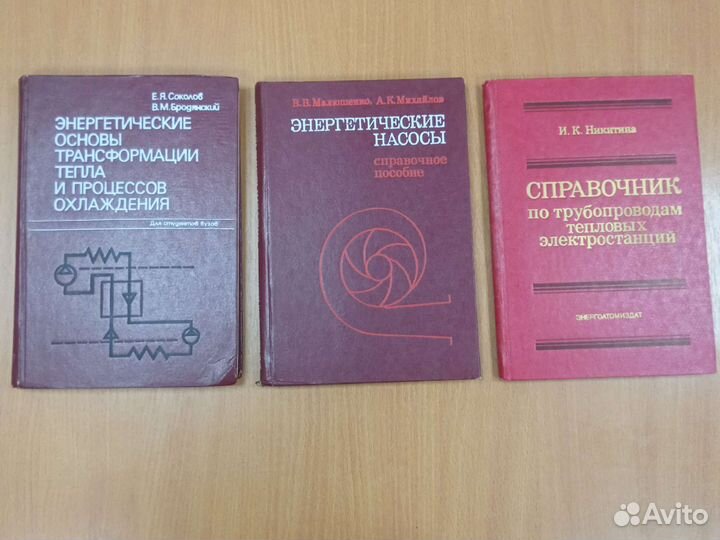 Е.Я.Соколов
В.М.Бродянский
ЭНЕРГЕТИЧЕСКИЕ
ОСНОВЫ
ТРАНСФОРМАЦИИ
ТЕПЛА
И ПРОЦЕССОВ
ОХЛАЖДЕНИЯ
Для студентов вузов
В.В.Малюшенко, А.К.Михайлов
ЭНЕРГЕТИЧЕСКИЕ
НАСОСЫ
справочное
пособие
И. К. Никитина
СПРАВОЧНИК
по трубопроводам
тепловых
электростанций
ЭНЕРГОАТОМИЗДАТ
Avito